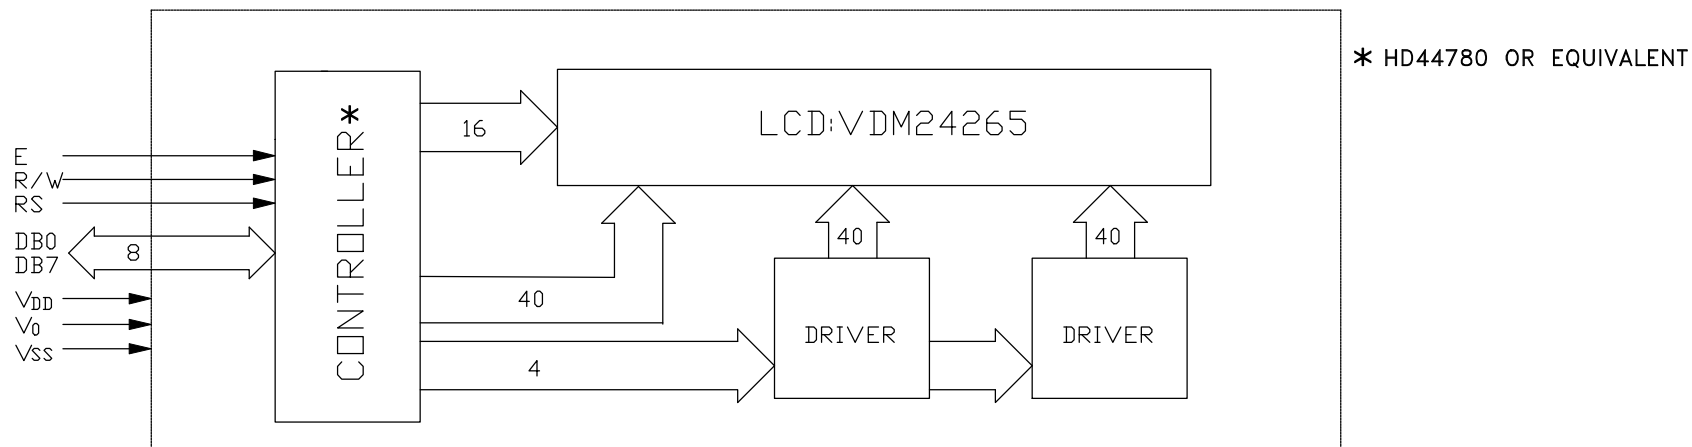 * HD44780 OR EQUIVALENT
LCD:VDM24265
CONTROLLER*
16
E
R/W
RS
DB0
DB7
8
40
40
40
VDD
V0
VSS
4
DRIVER
DRIVER